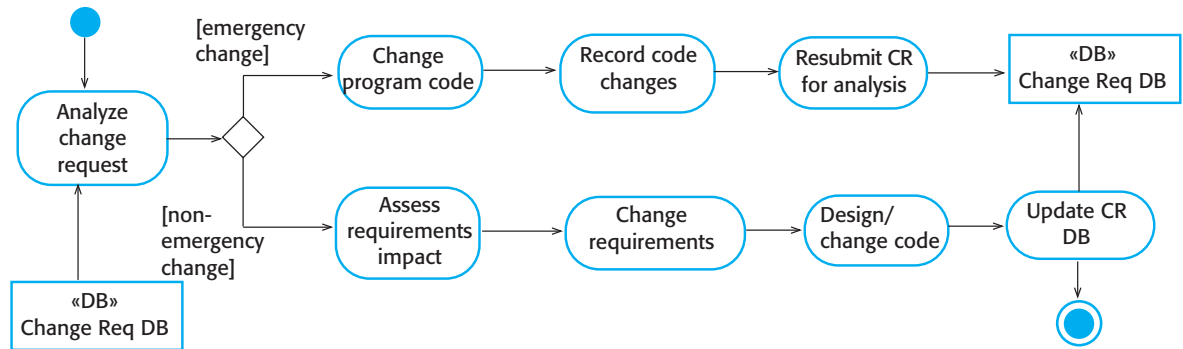 [emergency
change]
Change
program code
Record code
changes
Resubmit CR
for analysis
«DB»
Change Req DB
Analyze
change
request
[non-
emergency
change]
Assess
requirements
impact
Change
requirements
Design/
change code
Update CR
DB
«DB»
Change Req DB